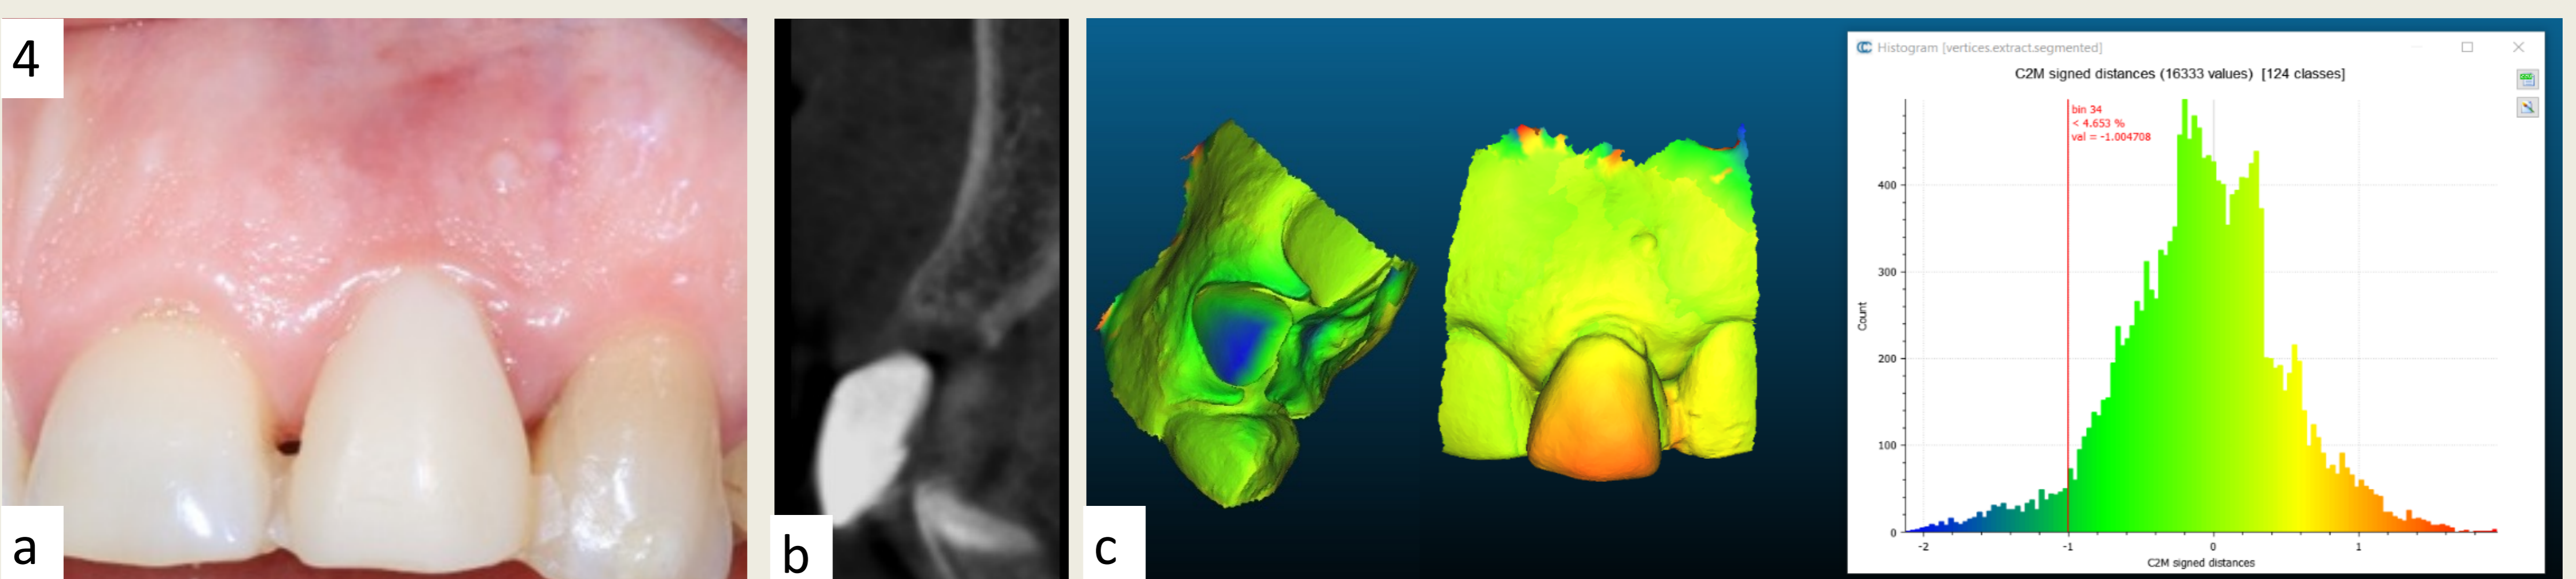 4
a
b
c
Histogram [vertices.extract.segmented]
C2M signed distances (16333 values) [124 classes]
bin 34
< 4.653 %
val = -1.004708
400
300
200
100
0
Count
-2 -1 0 1
C2M signed distances